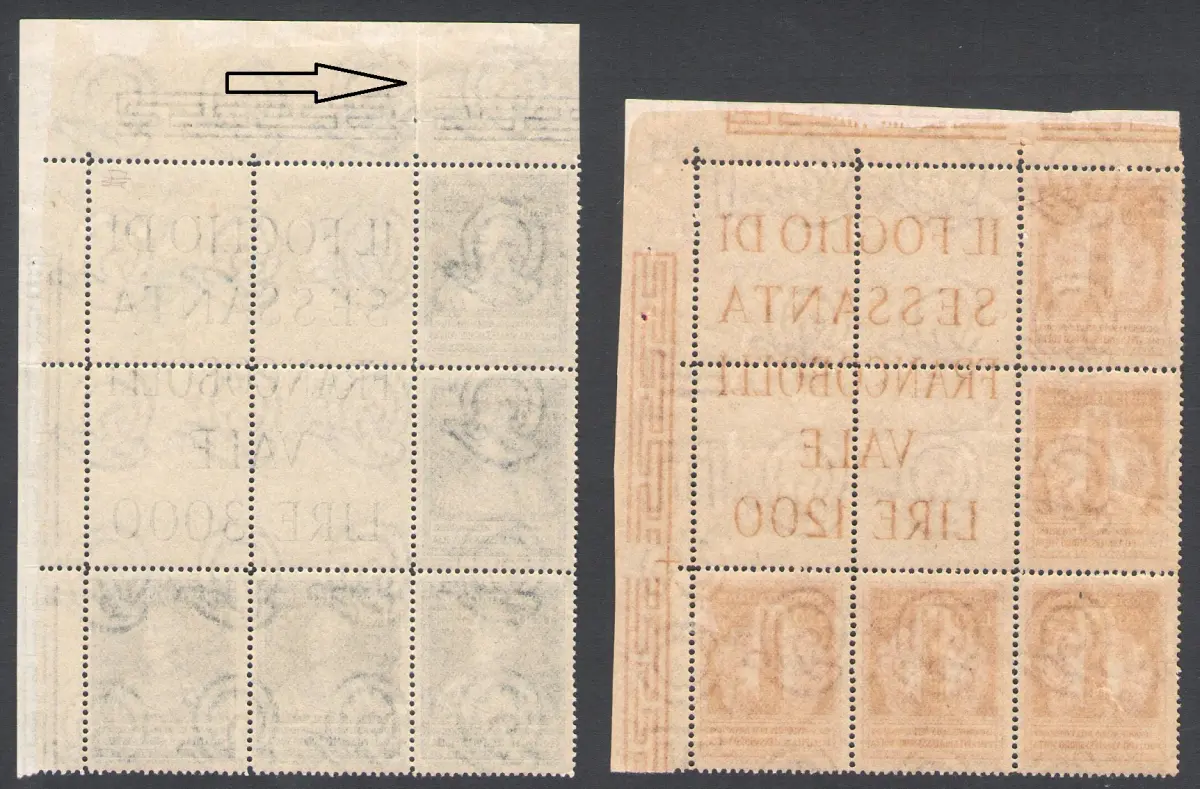 IL FOGLIO DI
SESSANTA
FRANCOBOLLI
VALE
LIRE 3000
IL FOGLIO DI
SESSANTA
FRANCOBOLLI
VALE
LIRE 1200